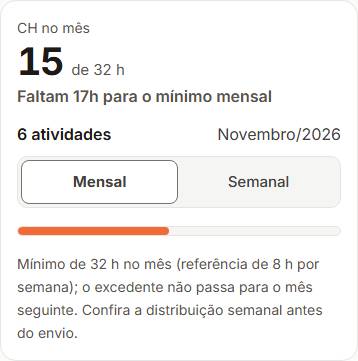 CH no mês
15 de 32 h
Faltam 17h para o mínimo mensal
6 atividades Novembro/2026
Mensal Semanal
Mínimo de 32 h no mês (referência de 8 h por
semana); o excedente não passa para o mês
seguinte. Confira a distribuição semanal antes
do envio.